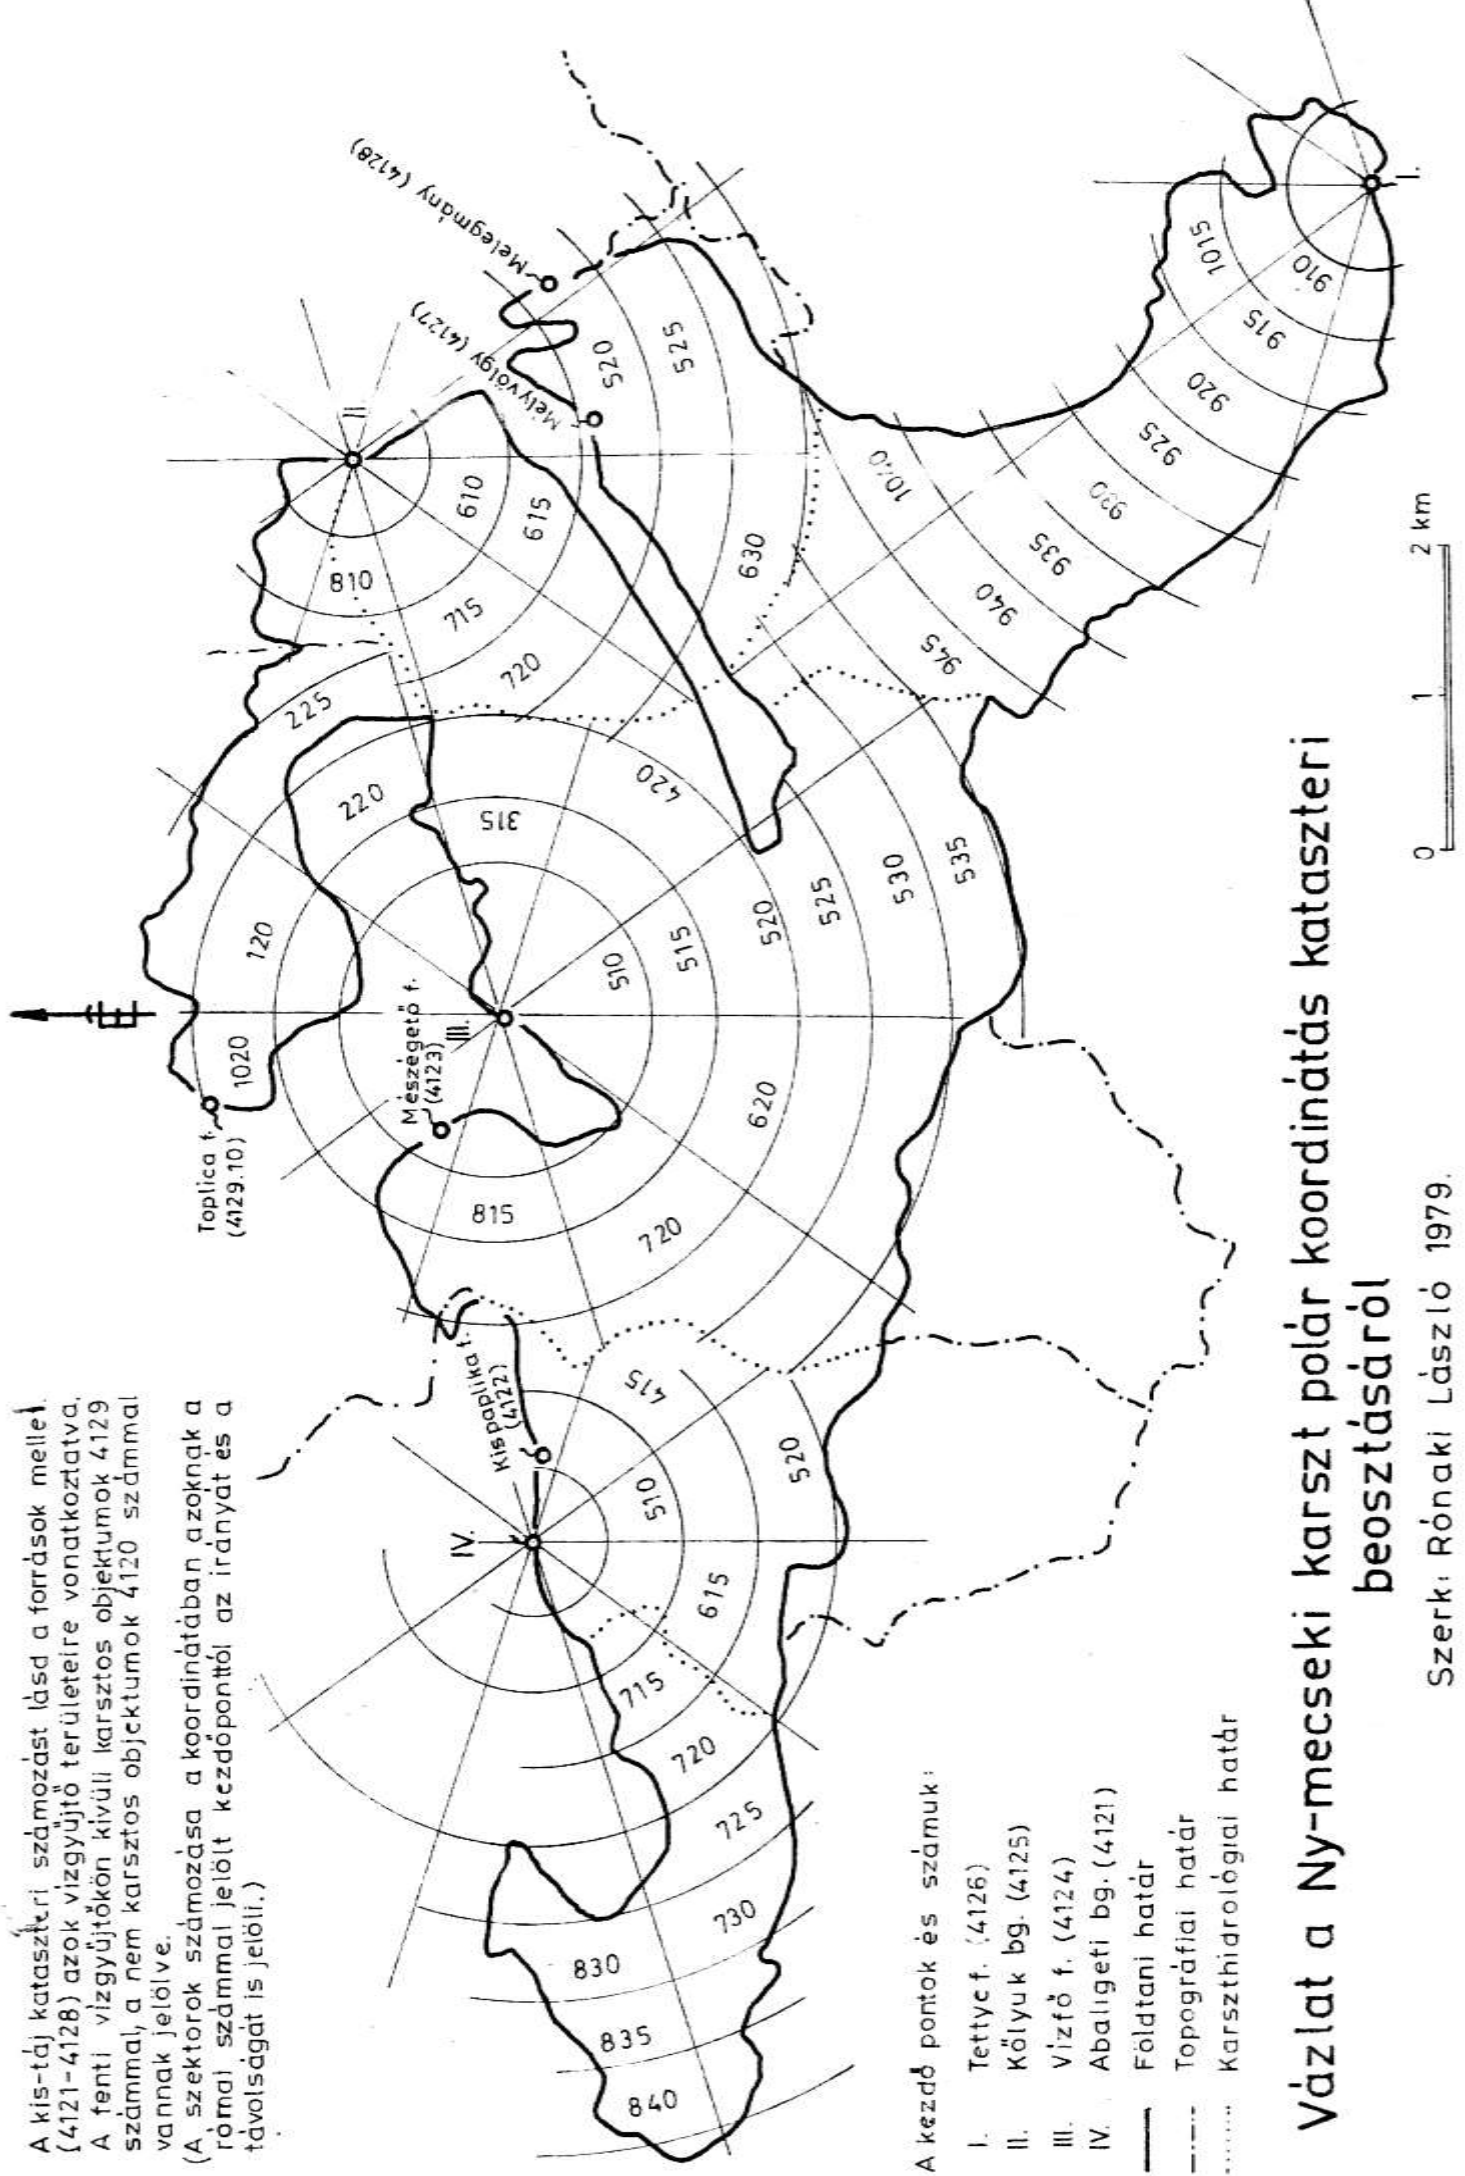 A kis-táj kataszteri számozást lásd a források mellet.
(4121-4128) azok vízgyűjtő területeire vonatkoztatva.
A fenti vízgyűjtőkön kívüli karsztos objektumok 4129
számmal, a nem karsztos objektumok 4120 számmal
vannak jelölve.
(A szektorok számozása a koordinátában azoknak a
római számmal jelölt kezdőponttól az irányát és a
távolságát is jelöli.)
Toplica f.
(4129.10)
Mészégető f.
(4123)
Kispaplika f.
(4122)
Mélyvölgy (4127)
Melegmány (4128)
I.
II
III.
IV.
1020
120
220
225
315
420
510
515
520
525
530
535
620
720
815
810
610
615
715
720
630
520
525
1015
910
915
920
925
930
935
940
945
1040
415
510
520
615
715
720
725
730
830
835
840
A kezdő pontok és számuk:
I. Tettye f. (4126)
II. Kőlyuk bg. (4125)
III. Vízfő f. (4124)
IV. Abaligeti bg. (4121)
Földtani határ
Topográfiai határ
Karszthidrológiai határ
0 1 2 km
Vázlat a Ny-mecseki karszt polár koordinátás kataszteri
beosztásáról
Szerk: Rónaki László 1979.